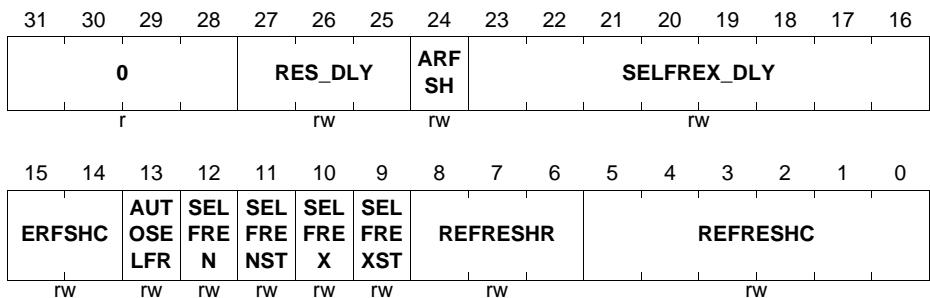 31 30 29 28 27 26 25 24 23 22 21 20 19 18 17 16
0 RES_DLY ARF SH SELFREX_DLY
r rw rw rw
15 14 13 12 11 10 9 8 7 6 5 4 3 2 1 0
ERFSHC AUT OSE LFR SEL FRE N SEL FRE NST SEL FRE X SEL FRE XST REFRESHR REFRESHC
rw rw rw rw rw rw rw rw